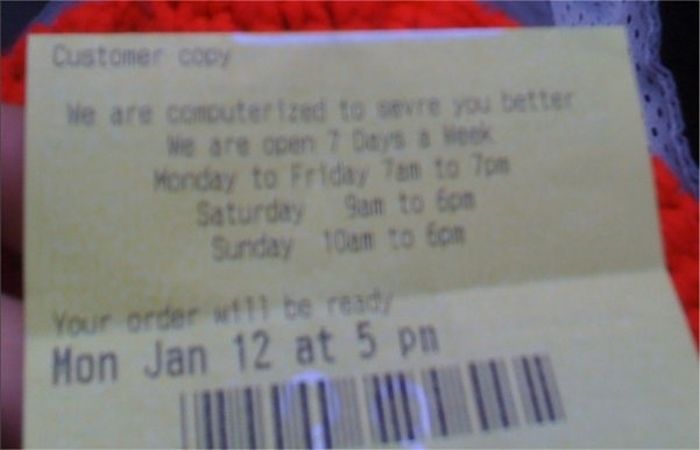 Customer copy
We are computerized to sevre you better
We are open 7 Days a Week
Monday to Friday 7am to 7pm
Saturday 9am to 6pm
Sunday 10am to 6pm
Your order will be ready
Mon Jan 12 at 5 pm